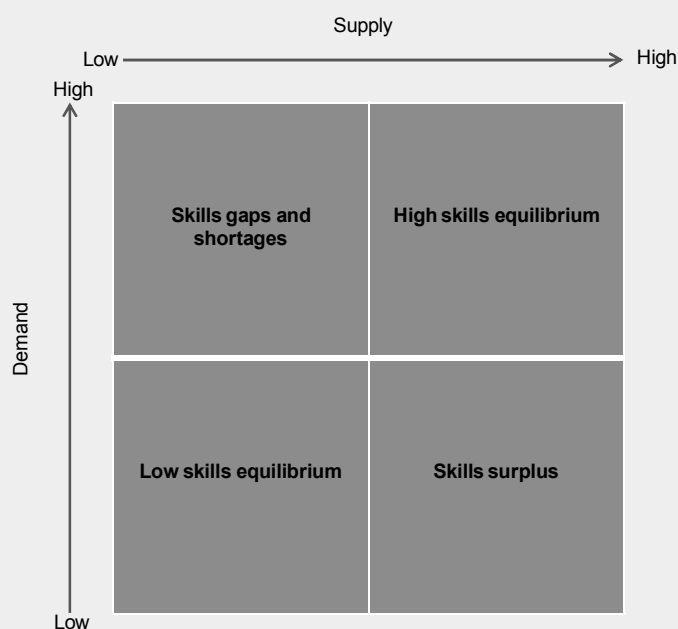 Supply
Low
High
High
Skills gaps and
shortages
High skills equilibrium
Demand
Low skills equilibrium
Skills surplus
Low